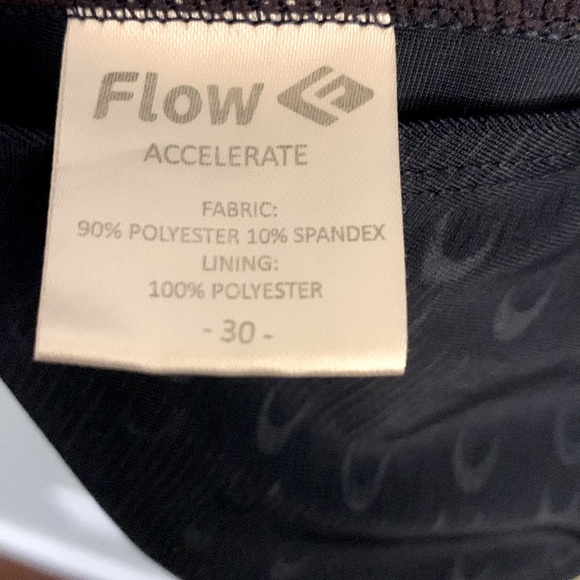 Flow
ACCELERATE
FABRIC:
90% POLYESTER 10% SPANDEX
LINING:
100% POLYESTER
- 30 -